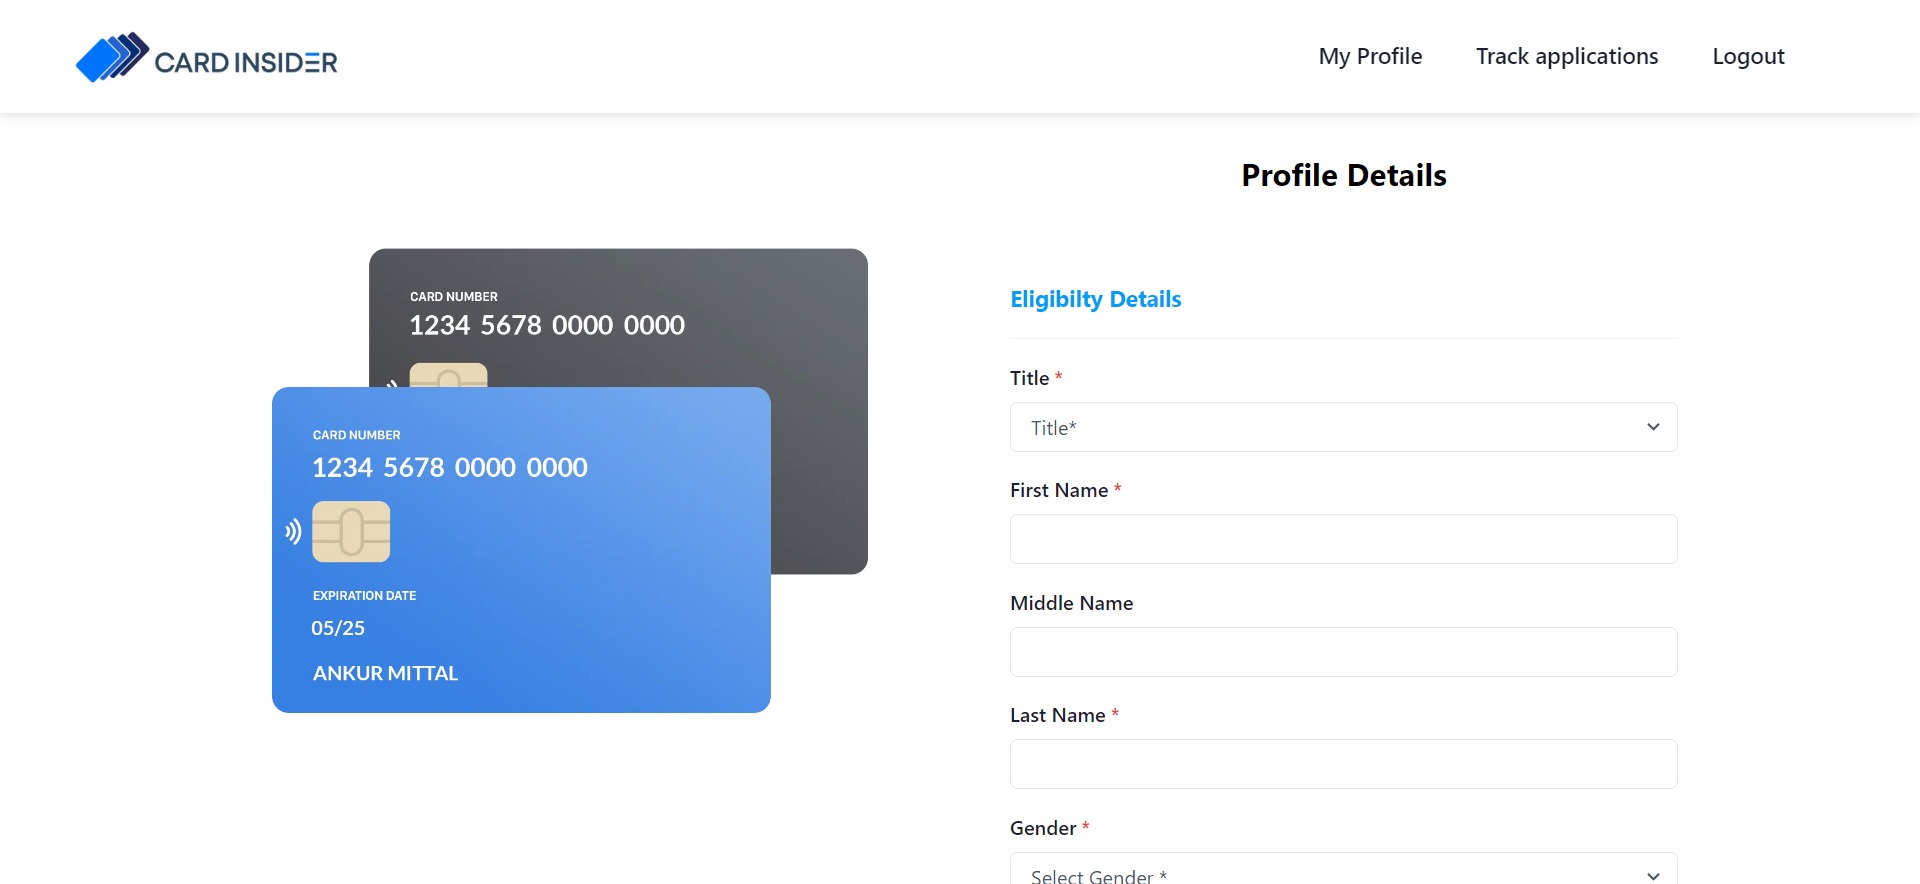 CARD INSIDER
My Profile
Track applications
Logout
CARD NUMBER
1234 5678 0000 0000
CARD NUMBER
1234 5678 0000 0000
EXPIRATION DATE
05/25
ANKUR MITTAL
Profile Details
Eligibilty Details
Title *
Title*
First Name *
Middle Name
Last Name *
Gender *
Select Gender *